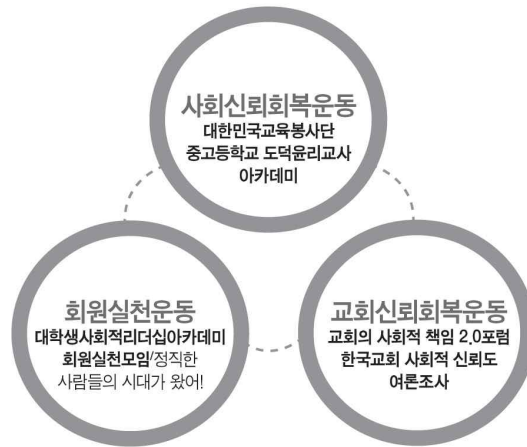 사회신뢰회복운동
대한민국교육봉사단
중고등학교 도덕윤리교사
아카데미
회원실천운동
대학생사회적리더십아카데미
회원실천모임/정직한
사람들의 시대가 왔어!
교회신뢰회복운동
교회의 사회적 책임 2.0포럼
한국교회 사회적 신뢰도
여론조사